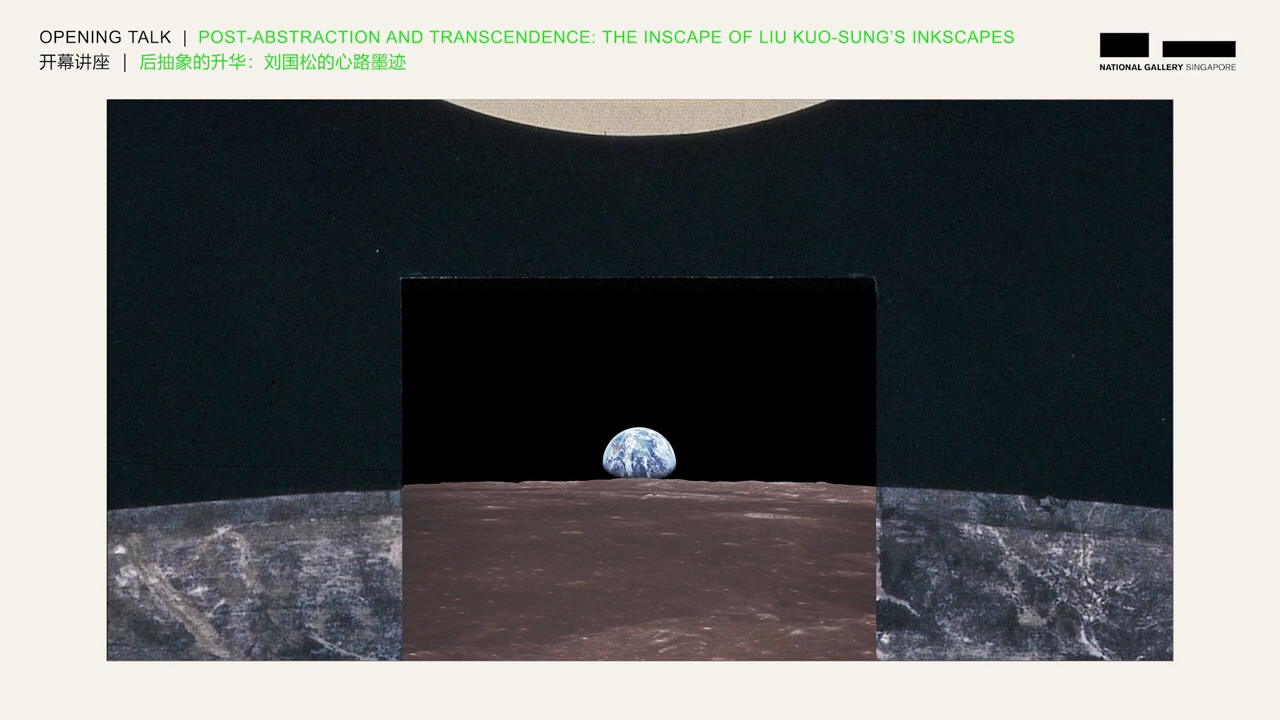 OPENING TALK | POST-ABSTRACTION AND TRANSCENDENCE: THE INSCAPE OF LIU KUO-SUNG’S INKSCAPES
开幕讲座 | 后抽象的升华：刘国松的心路墨迹
NATIONAL GALLERY SINGAPORE